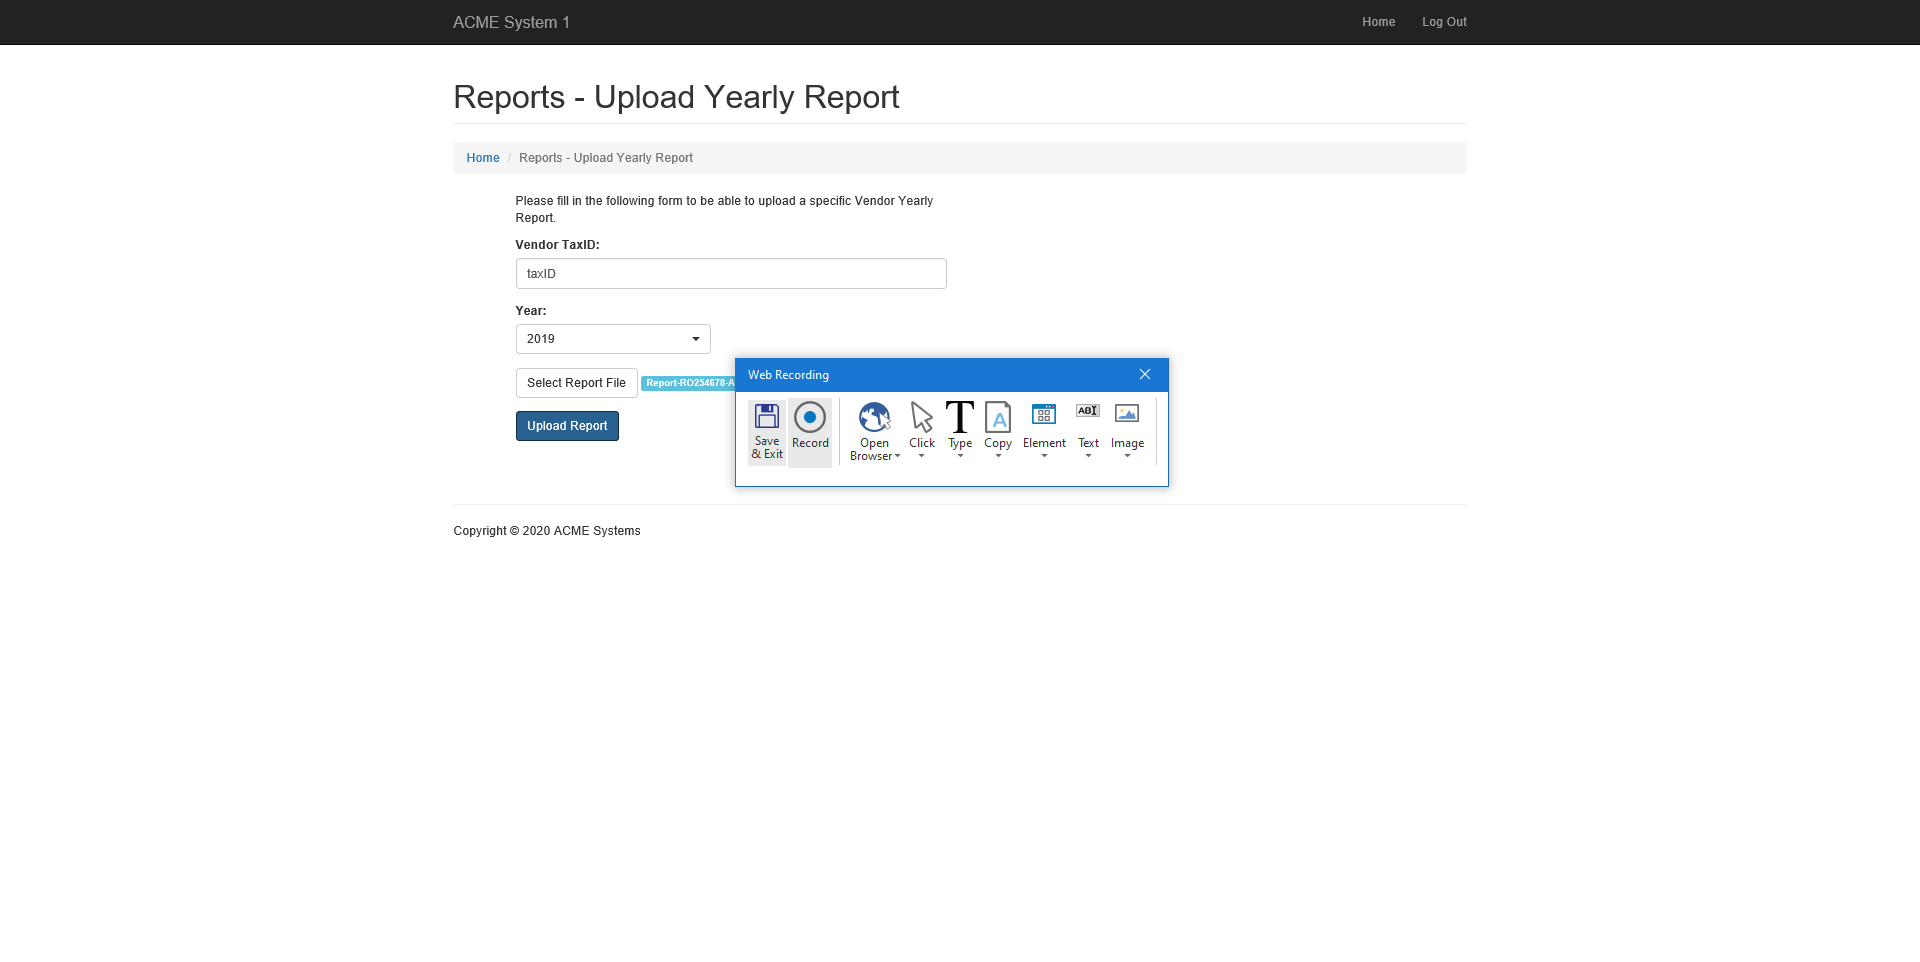 ACME System 1
Home
Log Out
Reports - Upload Yearly Report
Home / Reports - Upload Yearly Report
Please fill in the following form to be able to upload a specific Vendor Yearly
Report.
Vendor TaxID:
taxID
Year:
2019
Select Report File
Report-RO254678-A
Upload Report
Web Recording
Save
& Exit
Record
Open
Browser
Click
Type
Copy
Element
Text
Image
A
AB
Copyright © 2020 ACME Systems